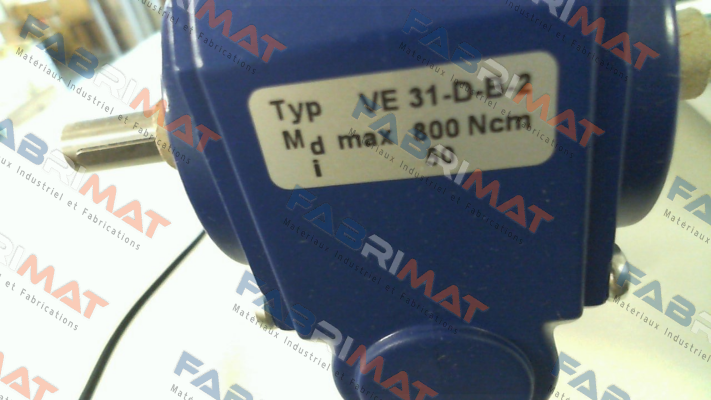 Typ VE 31-D-B-2
Md max 800 Ncm
i
FABRIMAT
Materiaux Industriel et Fabrications